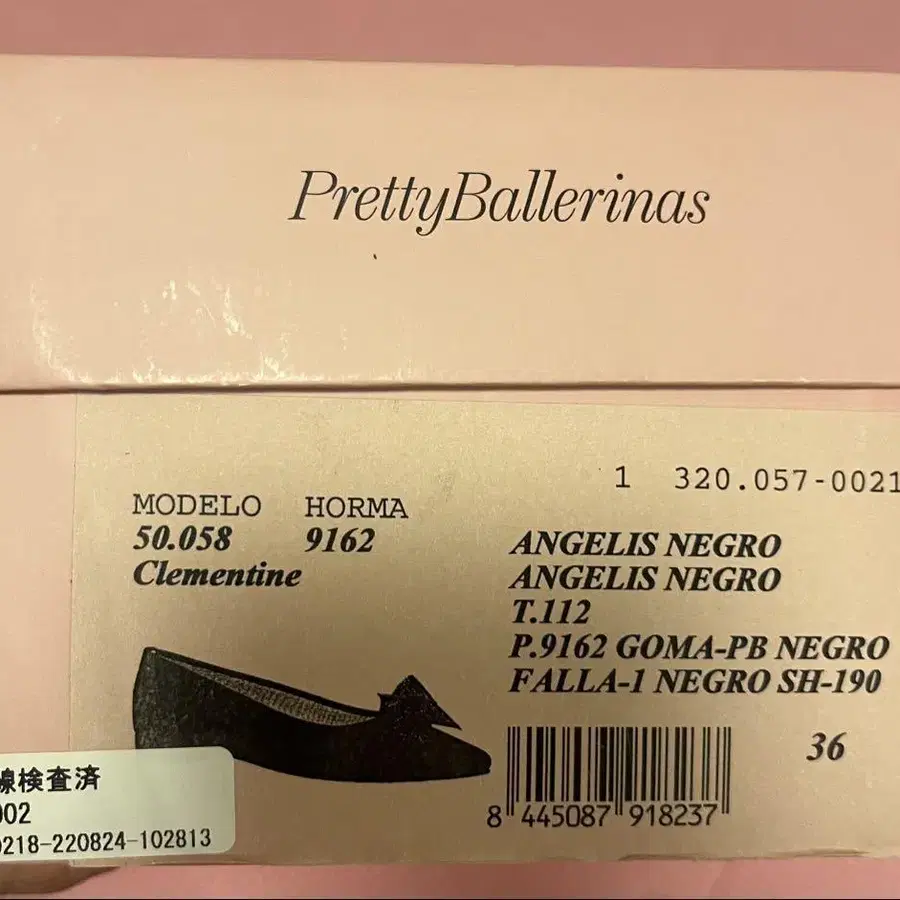 PrettyBallerinas
1 320.057-0021
MODELO HORMA
50.058 9162
Clementine
ANGELIS NEGRO
ANGELIS NEGRO
T.112
P.9162 GOMA-PB NEGRO
FALLA-1 NEGRO SH-190
36
8 445087 918237
線検査済
002
0218-220824-102813